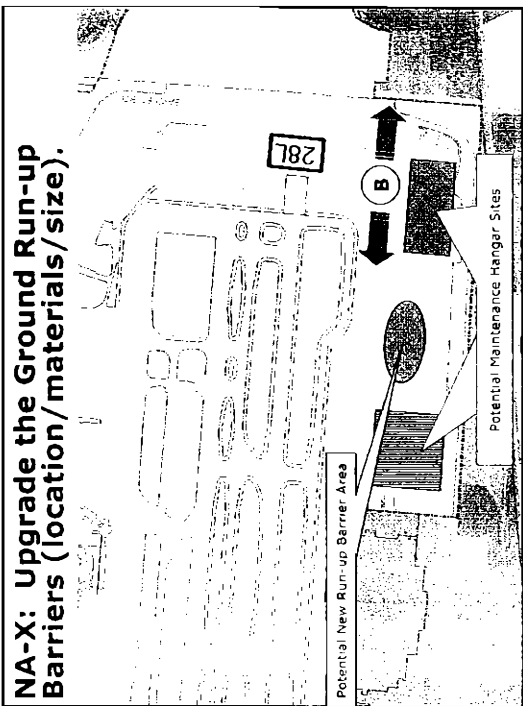 NA-X: Upgrade the Ground Run-up
Barriers (location/materials/size).
28L
B
Potential New Run-up Barrier Area
Potential Maintenance Hangar Sites